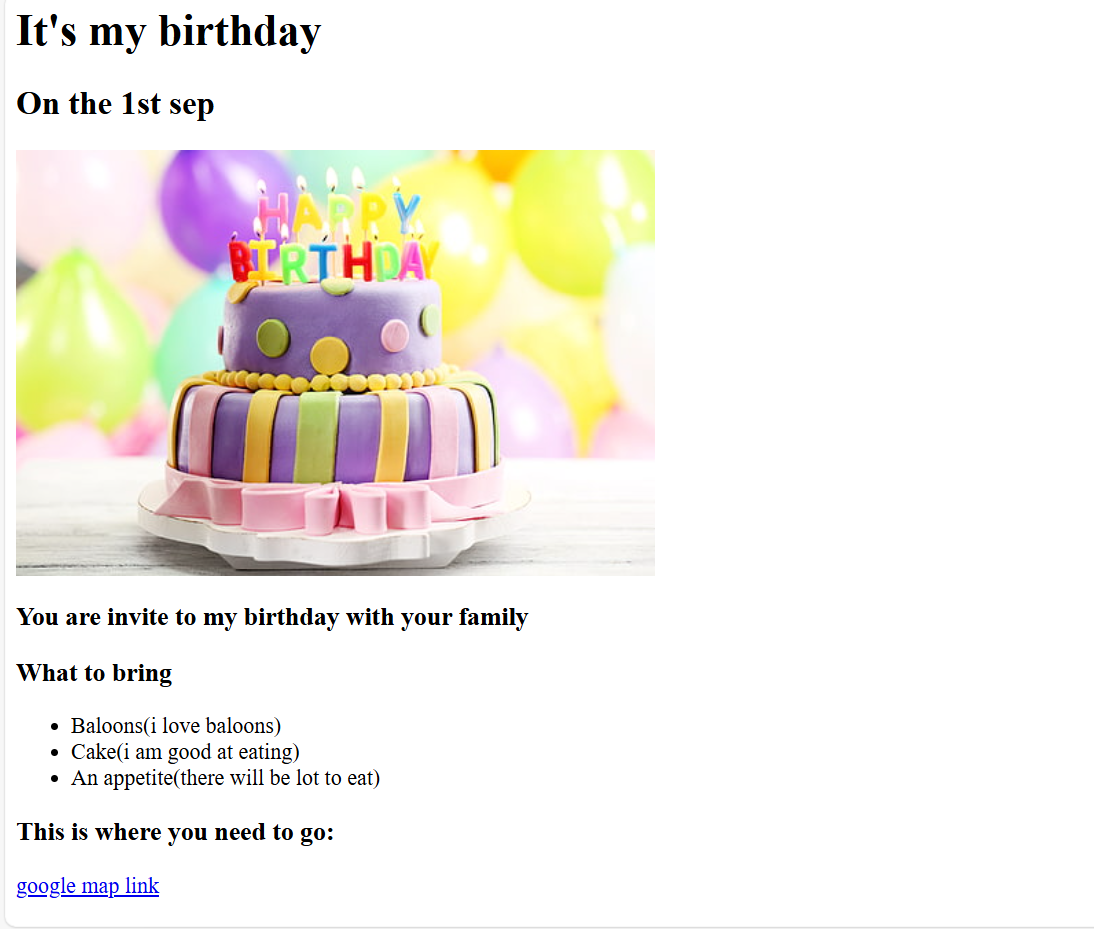 It's my birthday
On the 1st sep
HAPPY
BIRTHDAY
You are invite to my birthday with your family
What to bring
Baloons(i love baloons)
Cake(i am good at eating)
An appetite(there will be lot to eat)
This is where you need to go:
google map link